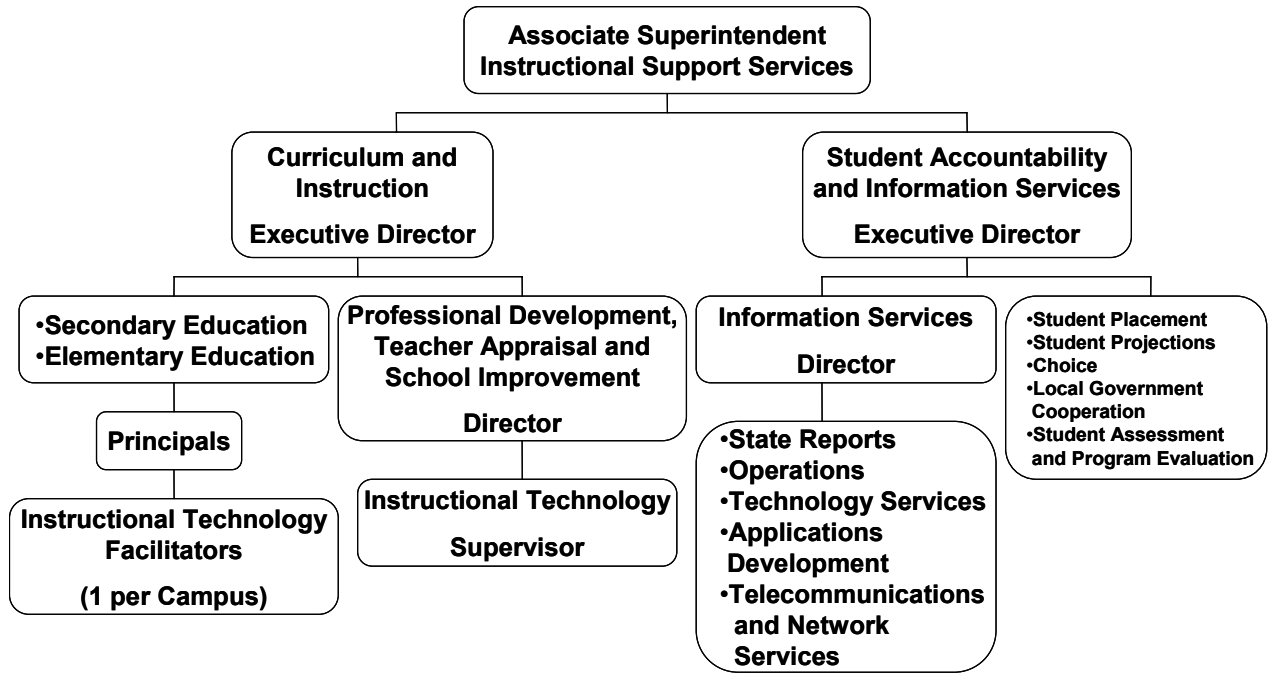 Associate Superintendent
Instructional Support Services
Curriculum and
Instruction
Executive Director
Student Accountability
and Information Services
Executive Director
•Secondary Education
•Elementary Education
Principals
Instructional Technology
Facilitators
(1 per Campus)
Professional Development,
Teacher Appraisal and
School Improvement
Director
Instructional Technology
Supervisor
Information Services
Director
•State Reports
•Operations
•Technology Services
•Applications
Development
•Telecommunications
and Network
Services
•Student Placement
•Student Projections
•Choice
•Local Government
Cooperation
•Student Assessment
and Program Evaluation